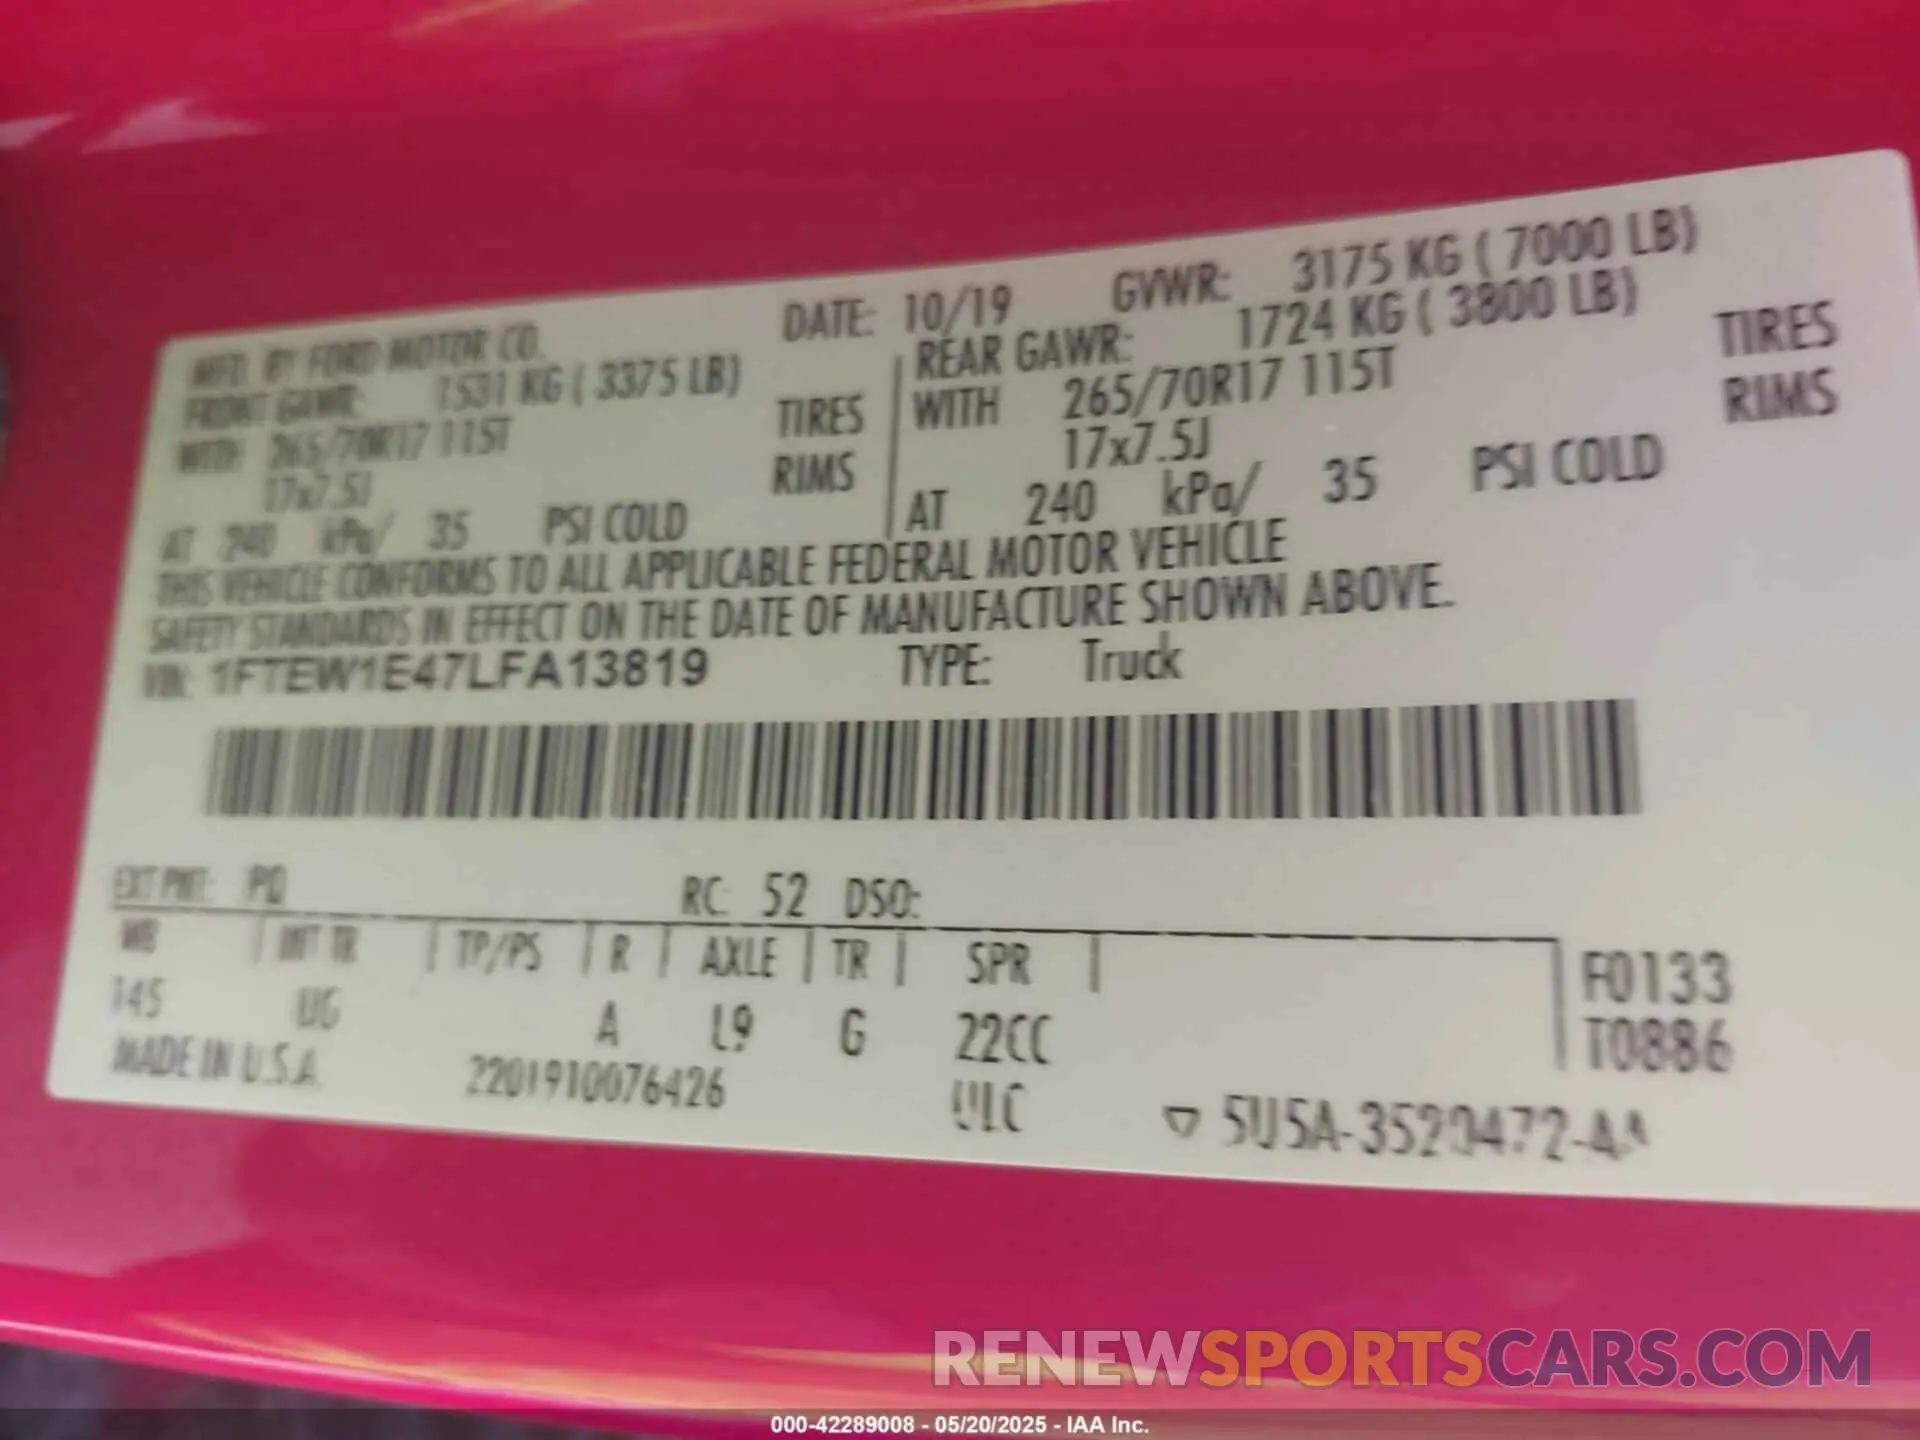 MFD. BY FORD MOTOR CO. DATE: 10/19 GVWR: 3175 KG ( 7000 LB)
FRONT GAWR: 1531 KG ( 3375 LB) REAR GAWR: 1724 KG ( 3800 LB)
WITH 265/70R17 115T TIRES WITH 265/70R17 115T TIRES
17x7.5J RIMS 17x7.5J RIMS
AT 240 kPa/ 35 PSI COLD AT 240 kPa/ 35 PSI COLD
THIS VEHICLE CONFORMS TO ALL APPLICABLE FEDERAL MOTOR VEHICLE
SAFETY STANDARDS IN EFFECT ON THE DATE OF MANUFACTURE SHOWN ABOVE.
VIN: 1FTEW1E47LFA13819 TYPE: Truck
EXT PNT: PQ RC: 52 DSO:
WB INT TR TP/PS R AXLE TR SPR F0133
145 UG A L9 G 22CC T0886
MADE IN U.S.A. 2201910076426 ULC ▽ 5U5A-3520472-AA
RENEWSPORTSCARS.COM
000-42289008 - 05/20/2025 - IAA Inc.